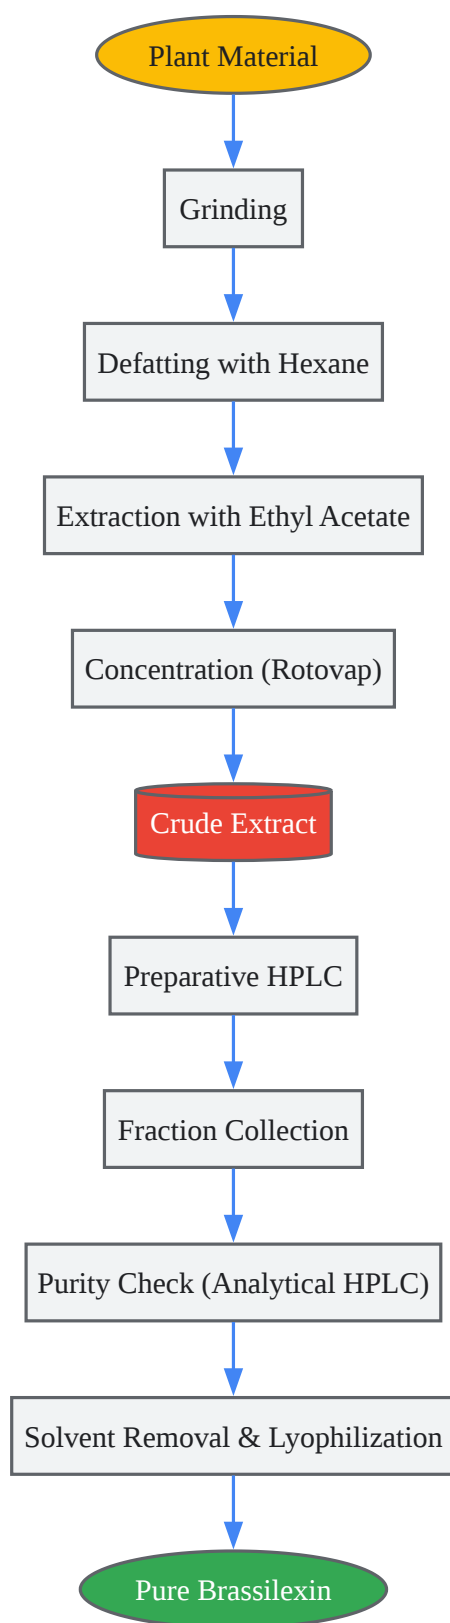 Plant Material
Grinding
Defatting with Hexane
Extraction with Ethyl Acetate
Concentration (Rotovap)
Crude Extract
Preparative HPLC
Fraction Collection
Purity Check (Analytical HPLC)
Solvent Removal & Lyophilization
Pure Brassilexin